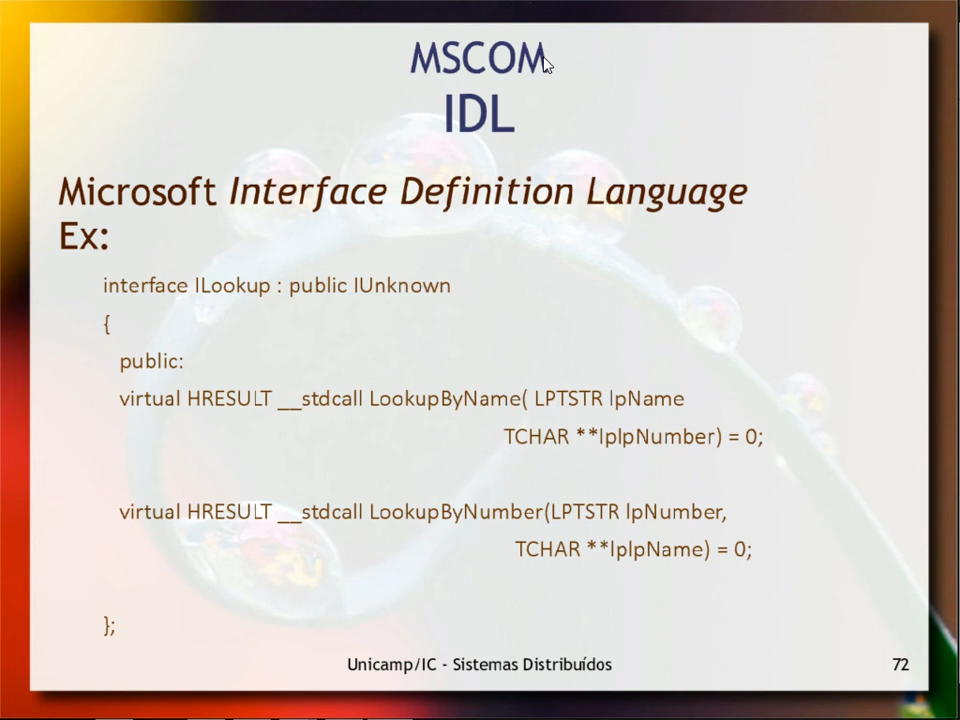 MSCOM
IDL
Microsoft Interface Definition Language
Ex:
interface ILookup : public IUnknown
{
public:
virtual HRESULT __stdcall LookupByName( LPTSTR lpName
TCHAR **lplpNumber) = 0;
virtual HRESULT __stdcall LookupByNumber(LPTSTR lpNumber,
TCHAR **lplpName) = 0;
};
Unicamp/IC - Sistemas Distribuídos
72